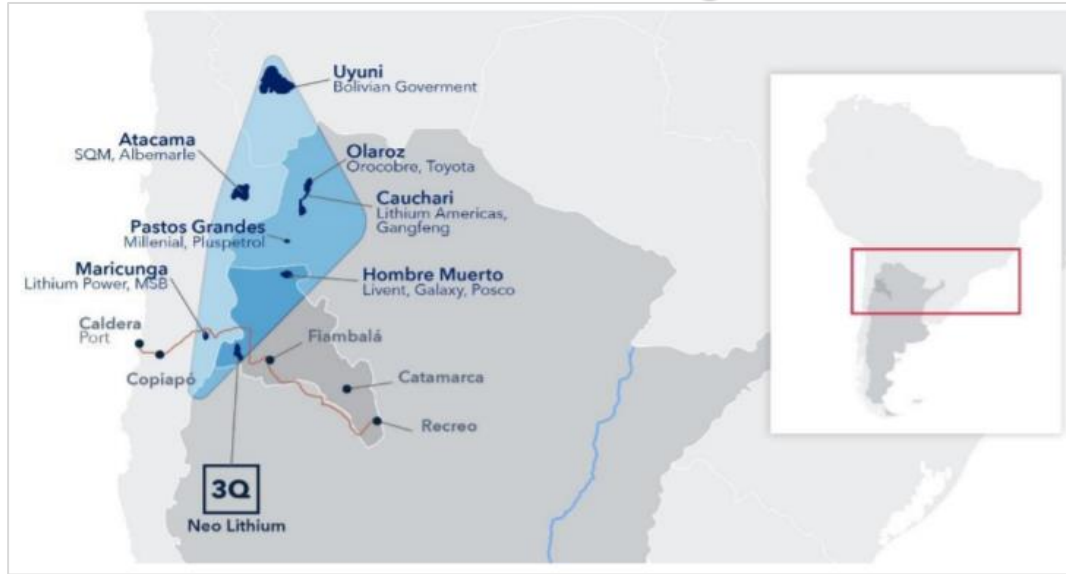 Uyuni
Bolivian Goverment
Atacama
SQM, Albemarle
Olaroz
Orocobre, Toyota
Cauchari
Lithium Americas,
Gangfeng
Pastos Grandes
Millenial, Pluspetrol
Maricunga
Lithium Power, MSB
Hombre Muerto
Livent, Galaxy, Posco
Caldera
Port
Copiapó
Fiambalá
Catamarca
Recreo
3Q
Neo Lithium